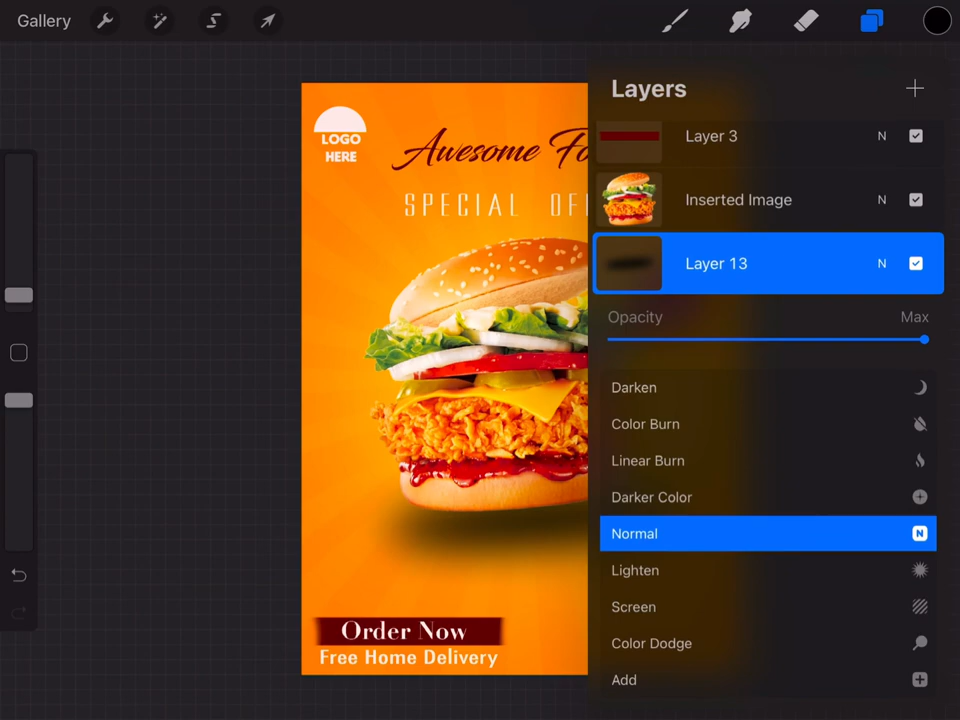 Gallery
Layers
Layer 3 N
Inserted Image N
Layer 13 N
Opacity Max
Darken
Color Burn
Linear Burn
Darker Color
Normal N
Lighten
Screen
Color Dodge
Add
LOGO
HERE
Awesome Fo
SPECIAL OF
Order Now
Free Home Delivery